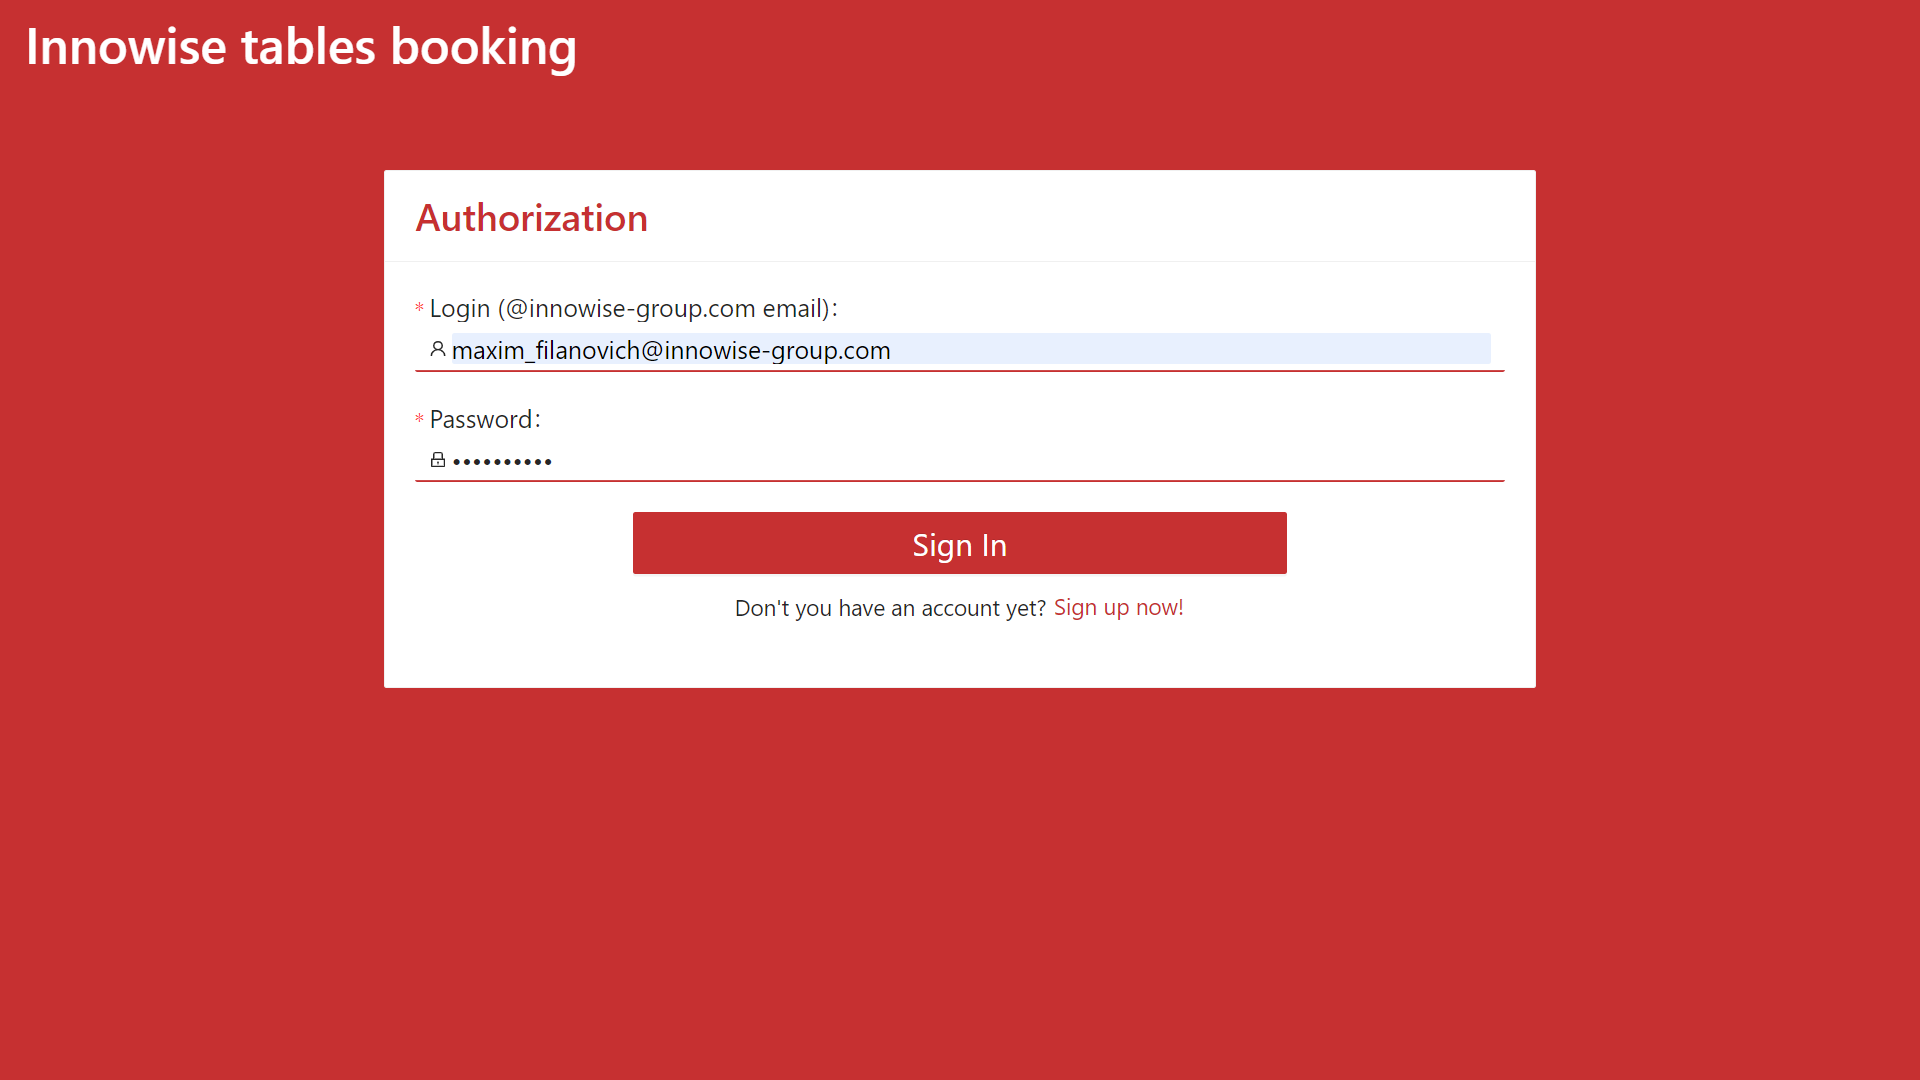 Innowise tables booking
Authorization
* Login (@innowise-group.com email):
maxim_filanovich@innowise-group.com
* Password:
••••••••••
Sign In
Don't you have an account yet? Sign up now!